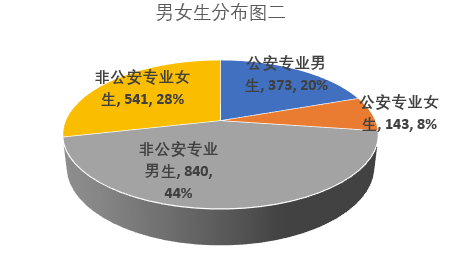 男女生分布图二
公安专业男
生, 373, 20%
公安专业女
生, 143, 8%
非公安专业
男生, 840,
44%
非公安专业女
生, 541, 28%